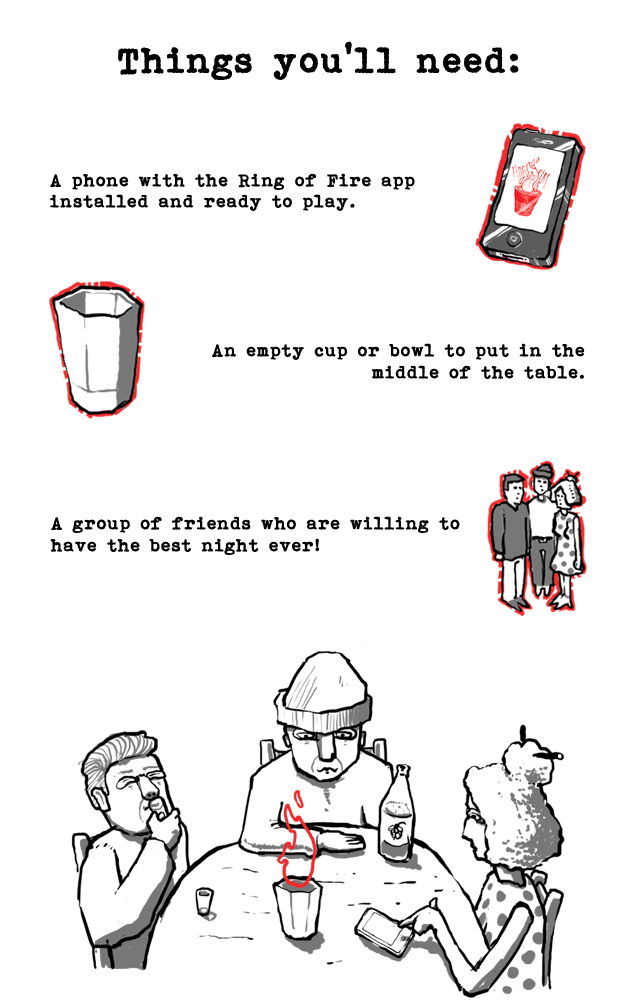 Things you'll need:
A phone with the Ring of Fire app
installed and ready to play.
An empty cup or bowl to put in the
middle of the table.
A group of friends who are willing to
have the best night ever!